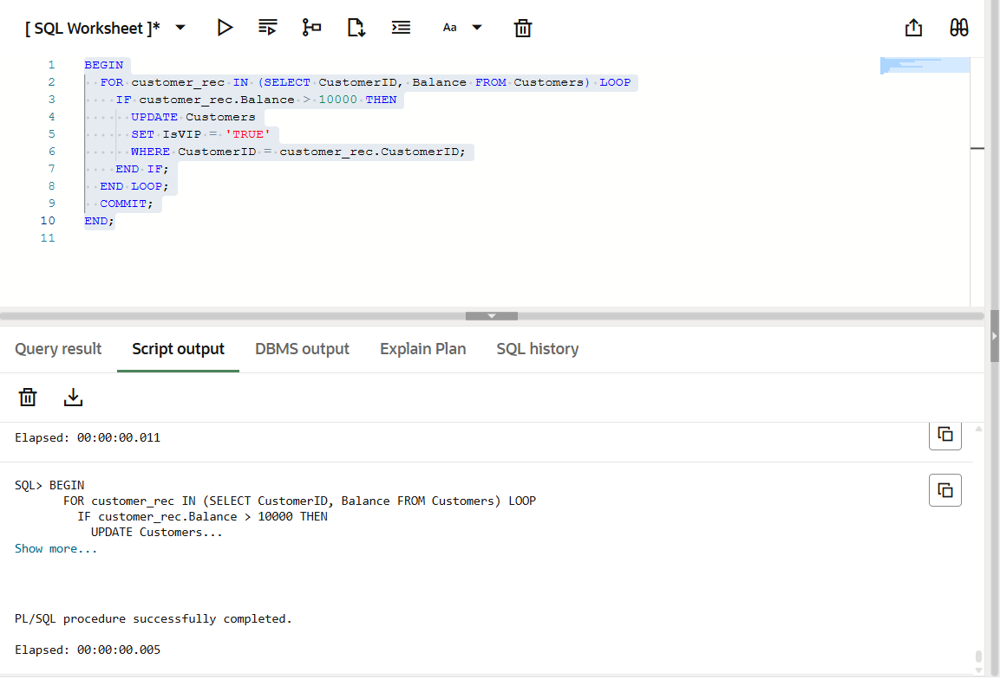 [ SQL Worksheet ]*
Aa
1 BEGIN
2 FOR customer_rec IN (SELECT CustomerID, Balance FROM Customers) LOOP
3 IF customer_rec.Balance > 10000 THEN
4 UPDATE Customers
5 SET IsVIP = 'TRUE'
6 WHERE CustomerID = customer_rec.CustomerID;
7 END IF;
8 END LOOP;
9 COMMIT;
10 END;
11
Query result Script output DBMS output Explain Plan SQL history
Elapsed: 00:00:00.011
SQL> BEGIN
FOR customer_rec IN (SELECT CustomerID, Balance FROM Customers) LOOP
IF customer_rec.Balance > 10000 THEN
UPDATE Customers...
Show more...
PL/SQL procedure successfully completed.
Elapsed: 00:00:00.005